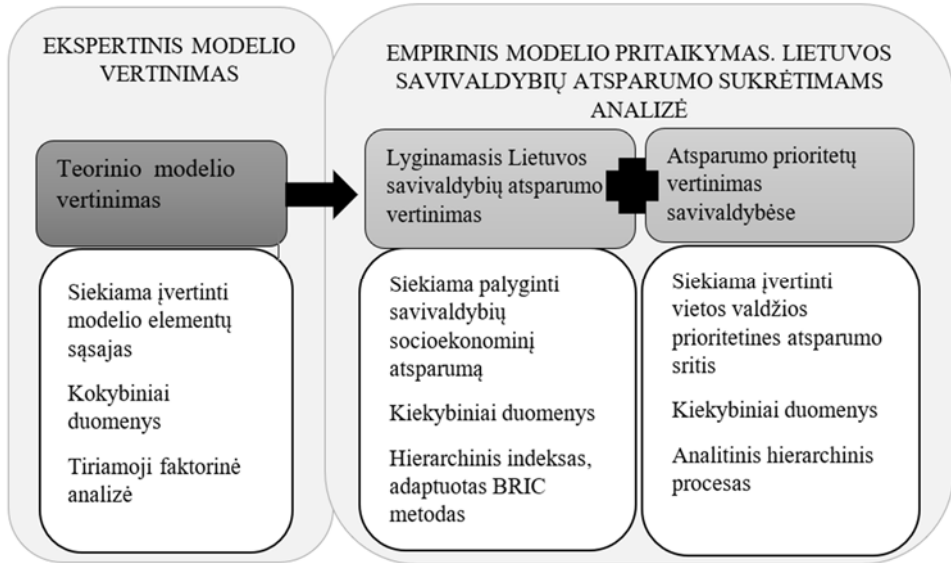 EKSPERTINIS MODELIO
VERTINIMAS
Teorinio modelio
vertinimas
Siekiama įvertinti
modelio elementų
sąsajas
Kokybiniai
duomenys
Tiriamoji faktorinė
analizė
EMPIRINIS MODELIO PRITAIKYMAS. LIETUVOS
SAVIVALDYBIŲ ATSPARUMO SUKRĖTIMAMS
ANALIZĖ
Lyginamasis Lietuvos
savivaldybių atsparumo
vertinimas
Siekiama palyginti
savivaldybių
socioekonominį
atsparumą
Kiekybiniai duomenys
Hierarchinis indeksas,
adaptuotas BRIC
metodas
Atsparumo prioritetų
vertinimas
savivaldybėse
Siekiama įvertinti
vietos valdžios
prioritetines atsparumo
sritis
Kiekybiniai duomenys
Analitinis hierarchinis
procesas